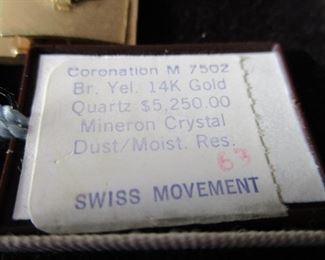 Coronation M 7502
Br. Yel. 14K Gold
Quartz $5,250.00
Mineron Crystal
Dust/Moist. Res.
63
SWISS MOVEMENT